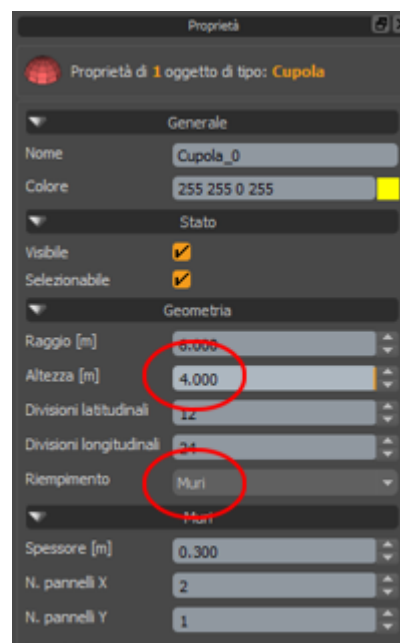 Proprietà
Proprietà di 1 oggetto di tipo: Cupola
Generale
Nome Cupola_0
Colore 255 255 0 255
Stato
Visibile
Selezionabile
Geometria
Raggio [m] 6.000
Altezza [m] 4.000
Divisioni latitudinali 12
Divisioni longitudinali 24
Riempimento Muri
Muri
Spessore [m] 0.300
N. pannelli X 2
N. pannelli Y 1